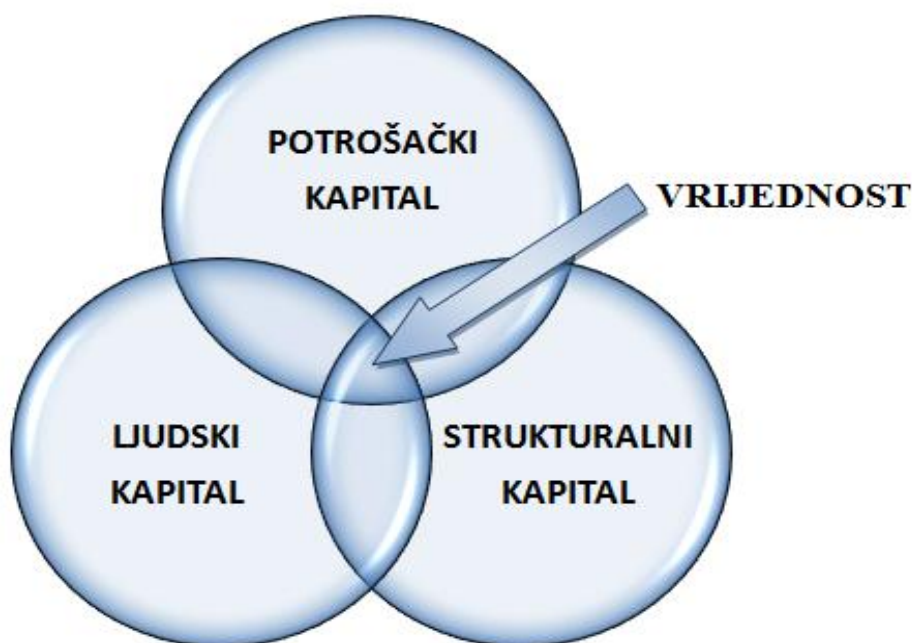 POTROŠAČKI
KAPITAL
VRIJEDNOST
LJUDSKI
KAPITAL
STRUKTURALNI
KAPITAL